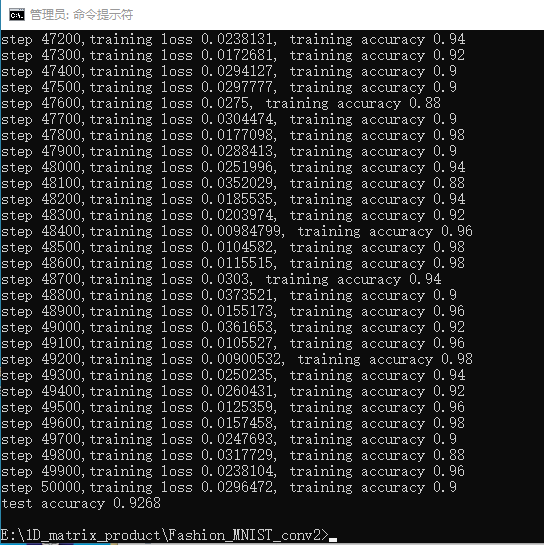 管理员: 命令提示符
step 47200,training loss 0.0238131, training accuracy 0.94
step 47300,training loss 0.0172681, training accuracy 0.92
step 47400,training loss 0.0294127, training accuracy 0.9
step 47500,training loss 0.0297777, training accuracy 0.9
step 47600,training loss 0.0275, training accuracy 0.88
step 47700,training loss 0.0304474, training accuracy 0.9
step 47800,training loss 0.0177098, training accuracy 0.98
step 47900,training loss 0.0288413, training accuracy 0.9
step 48000,training loss 0.0251996, training accuracy 0.94
step 48100,training loss 0.0352029, training accuracy 0.88
step 48200,training loss 0.0185535, training accuracy 0.94
step 48300,training loss 0.0203974, training accuracy 0.92
step 48400,training loss 0.00984799, training accuracy 0.96
step 48500,training loss 0.0104582, training accuracy 0.98
step 48600,training loss 0.0115515, training accuracy 0.98
step 48700,training loss 0.0303, training accuracy 0.94
step 48800,training loss 0.0373521, training accuracy 0.9
step 48900,training loss 0.0155173, training accuracy 0.96
step 49000,training loss 0.0361653, training accuracy 0.92
step 49100,training loss 0.0105527, training accuracy 0.96
step 49200,training loss 0.00900532, training accuracy 0.98
step 49300,training loss 0.0250235, training accuracy 0.94
step 49400,training loss 0.0260431, training accuracy 0.92
step 49500,training loss 0.0125359, training accuracy 0.96
step 49600,training loss 0.0157458, training accuracy 0.98
step 49700,training loss 0.0247693, training accuracy 0.9
step 49800,training loss 0.0317729, training accuracy 0.88
step 49900,training loss 0.0238104, training accuracy 0.96
step 50000,training loss 0.0296472, training accuracy 0.9
test accuracy 0.9268
E:\1D_matrix_product\Fashion_MNIST_conv2>